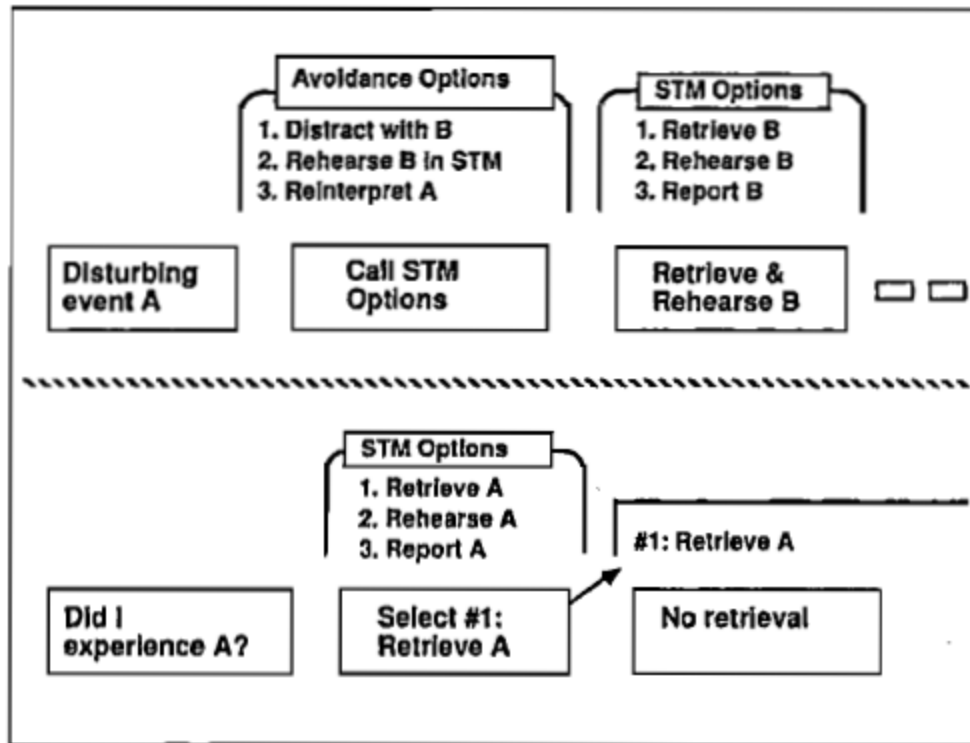 Avoidance Options
1. Distract with B
2. Rehearse B in STM
3. Reinterpret A
STM Options
1. Retrieve B
2. Rehearse B
3. Report B
Disturbing
event A
Call STM
Options
Retrieve &
Rehearse B
STM Options
1. Retrieve A
2. Rehearse A
3. Report A
#1: Retrieve A
Did I
experience A?
Select #1:
Retrieve A
No retrieval